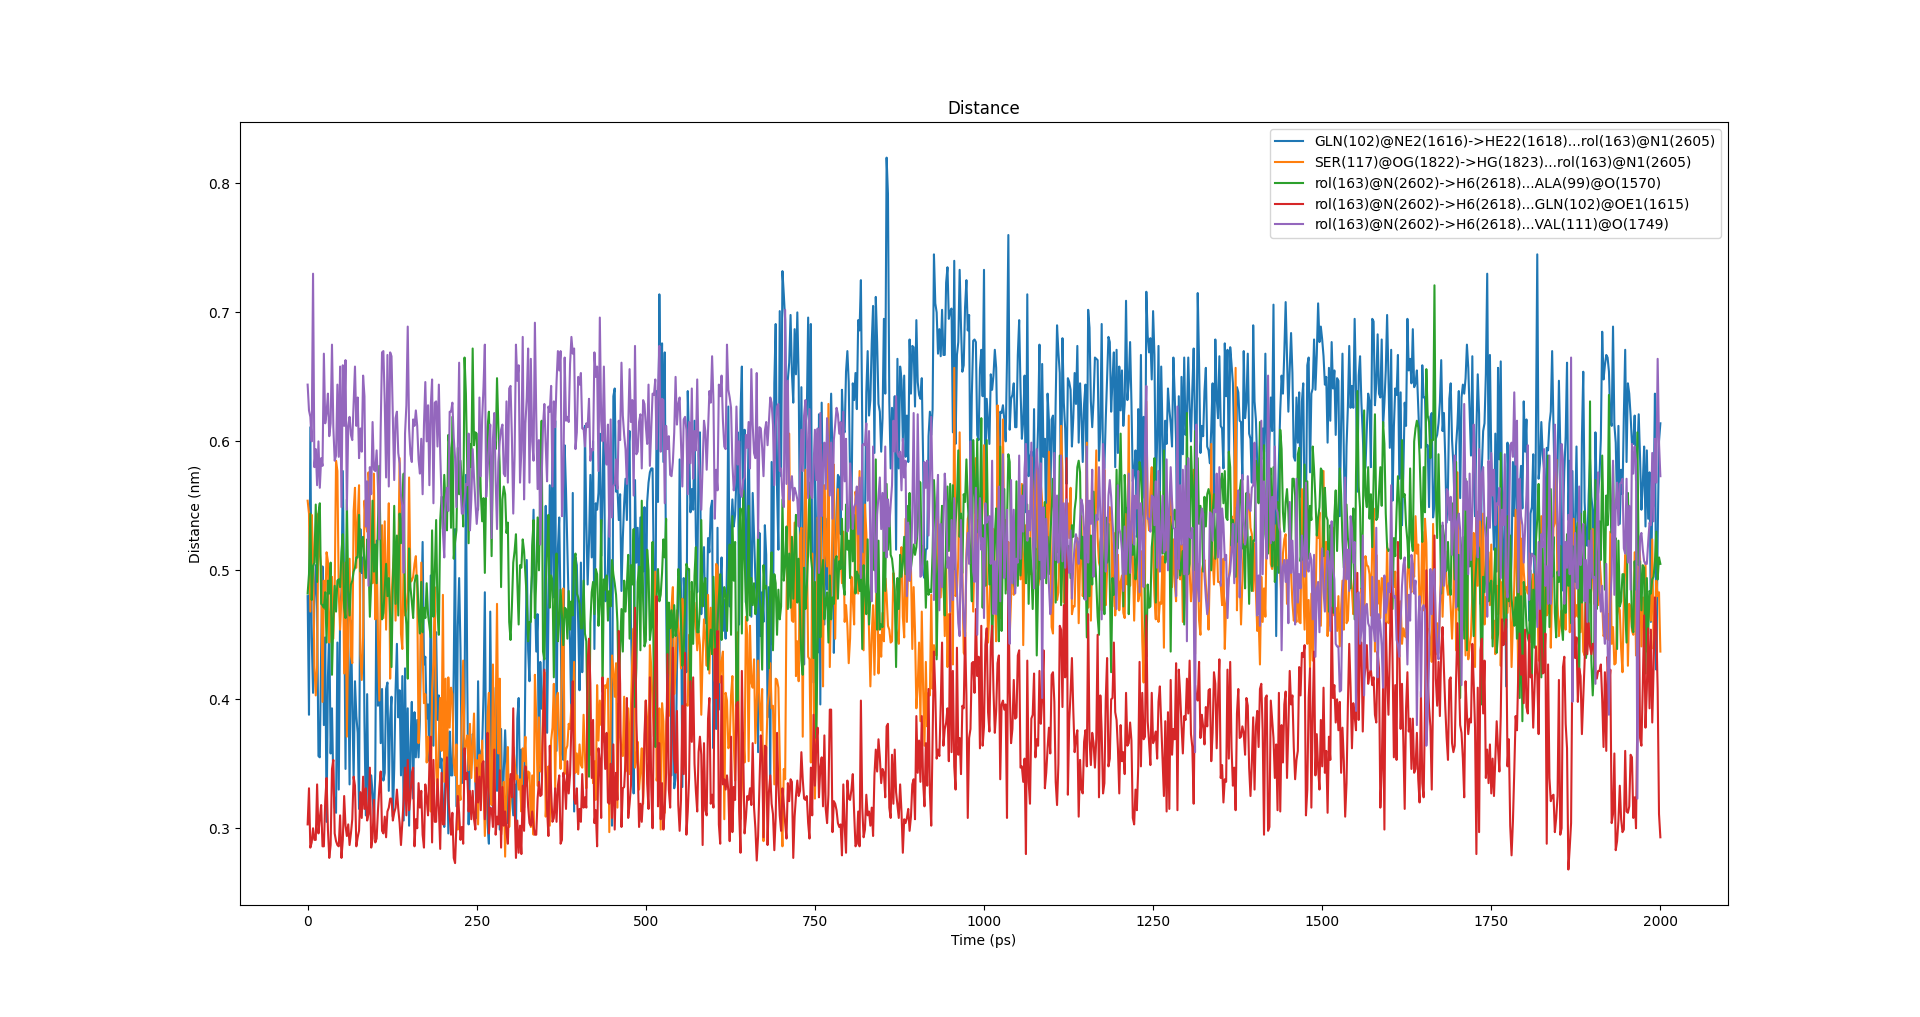 Distance
GLN(102)@NE2(1616)->HE22(1618)...rol(163)@N1(2605)
SER(117)@OG(1822)->HG(1823)...rol(163)@N1(2605)
rol(163)@N(2602)->H6(2618)...ALA(99)@O(1570)
rol(163)@N(2602)->H6(2618)...GLN(102)@OE1(1615)
rol(163)@N(2602)->H6(2618)...VAL(111)@O(1749)
0.8
0.7
0.6
0.5
0.4
0.3
Distance (nm)
0 250 500 750 1000 1250 1500 1750 2000
Time (ps)